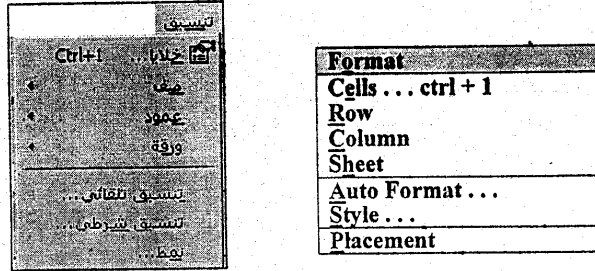 تنسيق
خلايا... Ctrl+1
صف
عمود
ورقة
تنسيق تلقائي...
تنسيق شرطي...
نمط...
Format
Cells . . . ctrl + 1
Row
Column
Sheet
Auto Format . . .
Style . . .
Placement